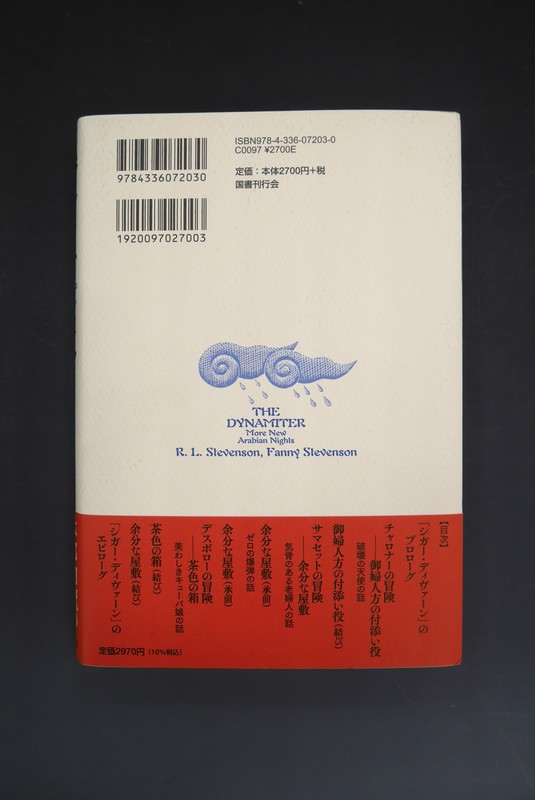 ISBN978-4-336-07203-0
C0097 ¥2700E
9784336072030
定価：本体2700円+税
国書刊行会
1920097027003
THE
DYNAMITER
More New
Arabian Nights
R. L. Stevenson, Fanny Stevenson
【目次】
「シガー・ディヴァーン」の
プロローグ
チャロナーの冒険
――御婦人方の付添い役
破壊の天使の話
御婦人方の付添い役（結び）
サマセットの冒険
――余分な屋敷
気骨のある老婦人の話
余分な屋敷（承前）
ゼロの爆弾の話
余分な屋敷（承前）
デスボローの冒険
――茶色の箱
美わしきキューバ娘の話
茶色の箱（結び）
余分な屋敷（結び）
「シガー・ディヴァーン」の
エピローグ
定価2970円（10%税込）